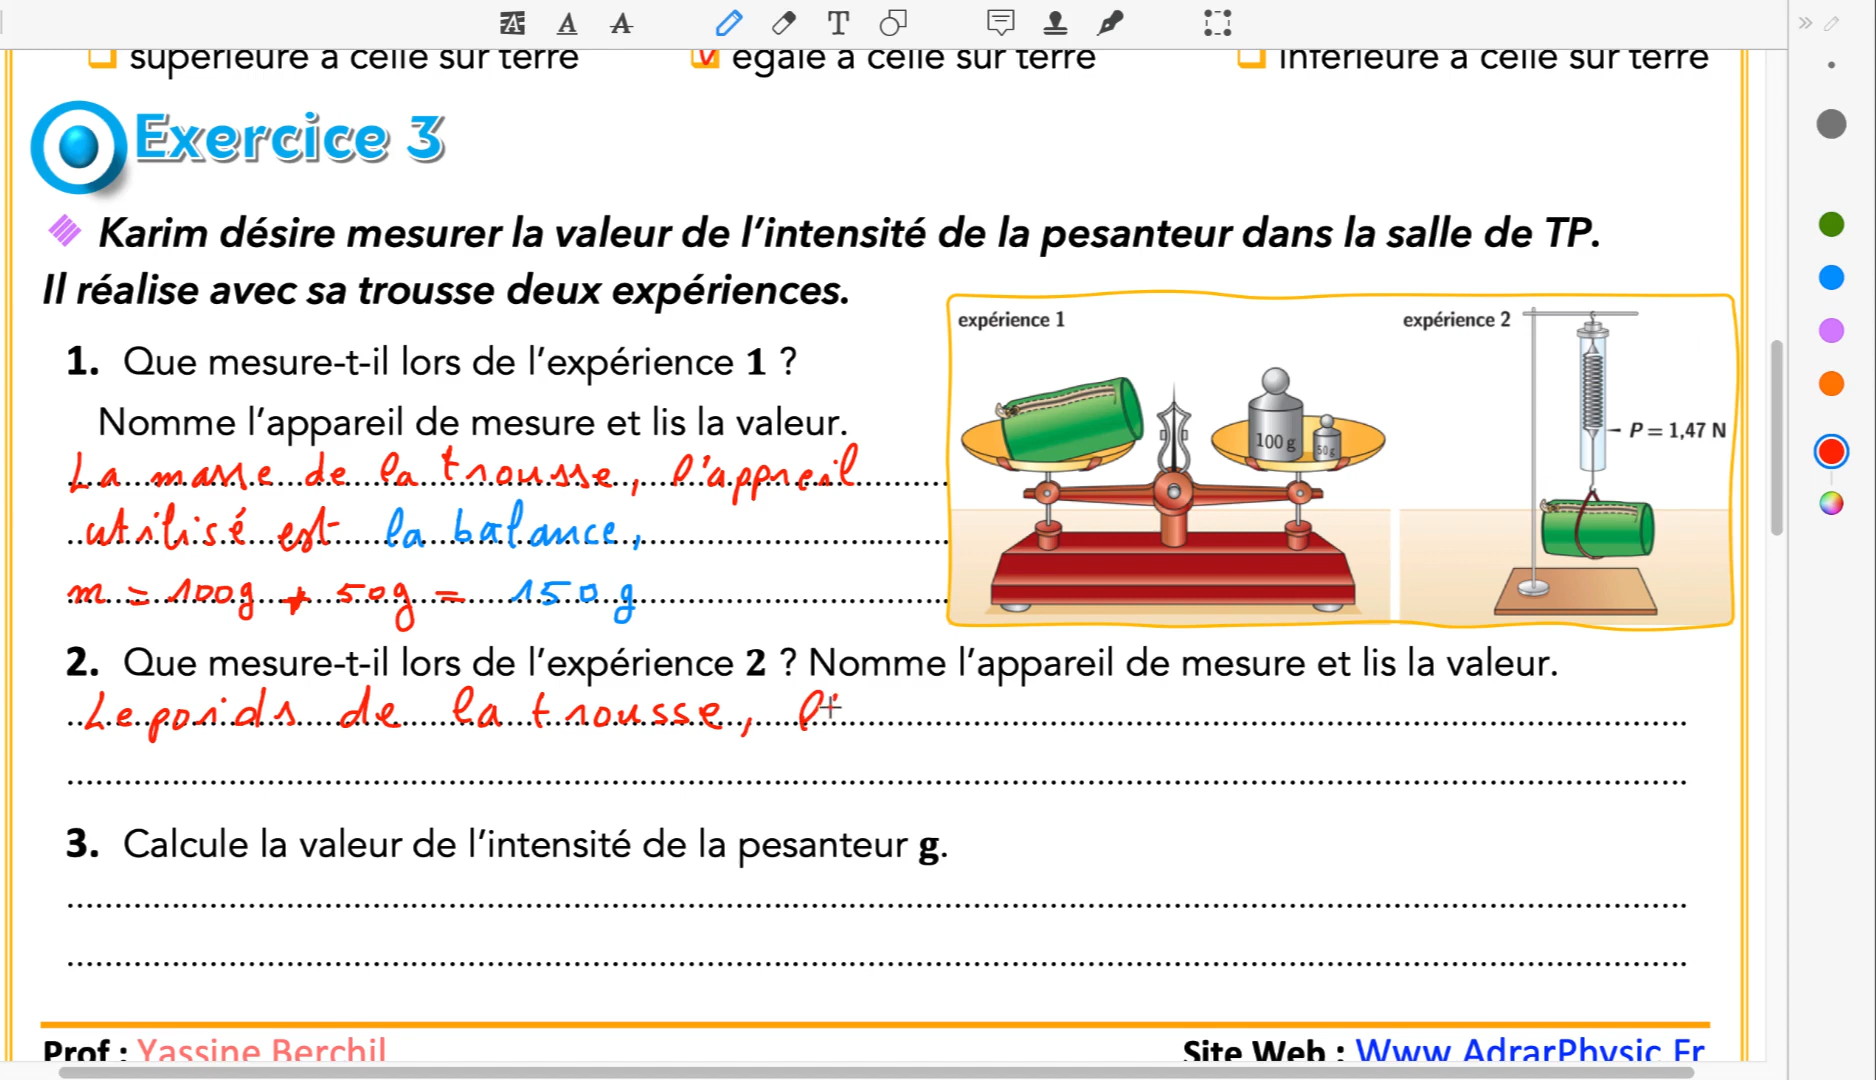 supérieure à celle sur terre
égale à celle sur terre
inférieure à celle sur terre
Exercice 3
Karim désire mesurer la valeur de l'intensité de la pesanteur dans la salle de TP.
Il réalise avec sa trousse deux expériences.
expérience 1
expérience 2
100 g
50 g
P = 1,47 N
1. Que mesure-t-il lors de l'expérience 1 ?
Nomme l'appareil de mesure et lis la valeur.
La masse de la trousse, l'appreil
utilisé est la balance,
m = 100g + 50g = 150g
2. Que mesure-t-il lors de l'expérience 2 ? Nomme l'appareil de mesure et lis la valeur.
Le poids de la trousse, l'
3. Calcule la valeur de l'intensité de la pesanteur g.
Prof : Yassine Berchil
Site Web : Www.AdrarPhysic.Fr